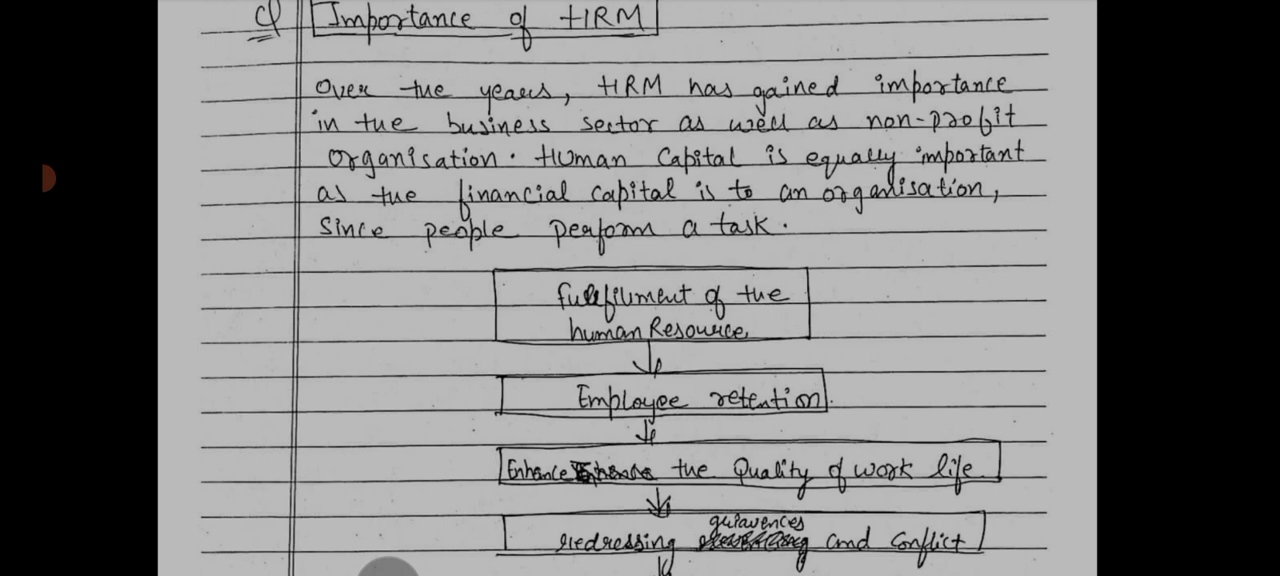 c) Importance of HRM
Over the years, HRM has gained importance
in the business sector as well as non-profit
organisation. Human Capital is equally important
as the financial capital is to an organisation,
Since people perform a task.
fulfilment of the
human Resource
Employee retention
Enhance the Quality of work life
redressing and Conflict